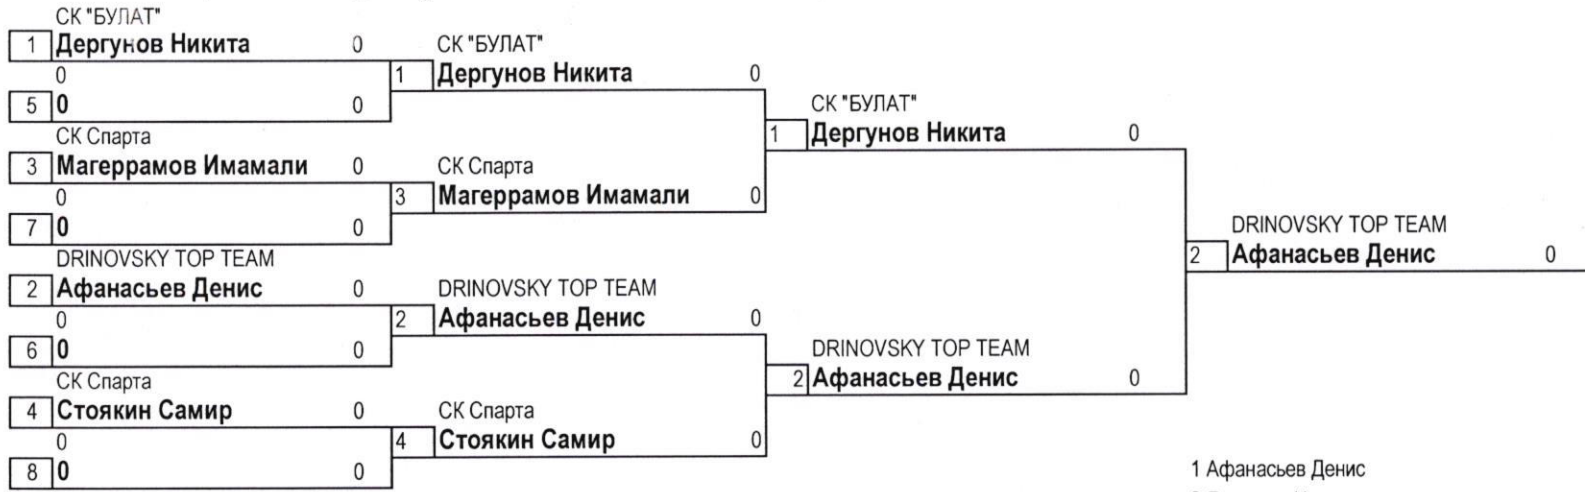 СК "БУЛАТ"
1 Дергунов Никита 0
0
5 0 0
СК Спарта
3 Магеррамов Имамали 0
0
7 0 0
DRINOVSKY TOP TEAM
2 Афанасьев Денис 0
0
6 0 0
СК Спарта
4 Стоякин Самир 0
0
8 0 0
СК "БУЛАТ"
1 Дергунов Никита 0
СК Спарта
3 Магеррамов Имамали 0
DRINOVSKY TOP TEAM
2 Афанасьев Денис 0
СК Спарта
4 Стоякин Самир 0
СК "БУЛАТ"
1 Дергунов Никита 0
DRINOVSKY TOP TEAM
2 Афанасьев Денис 0
DRINOVSKY TOP TEAM
2 Афанасьев Денис 0
1 Афанасьев Денис